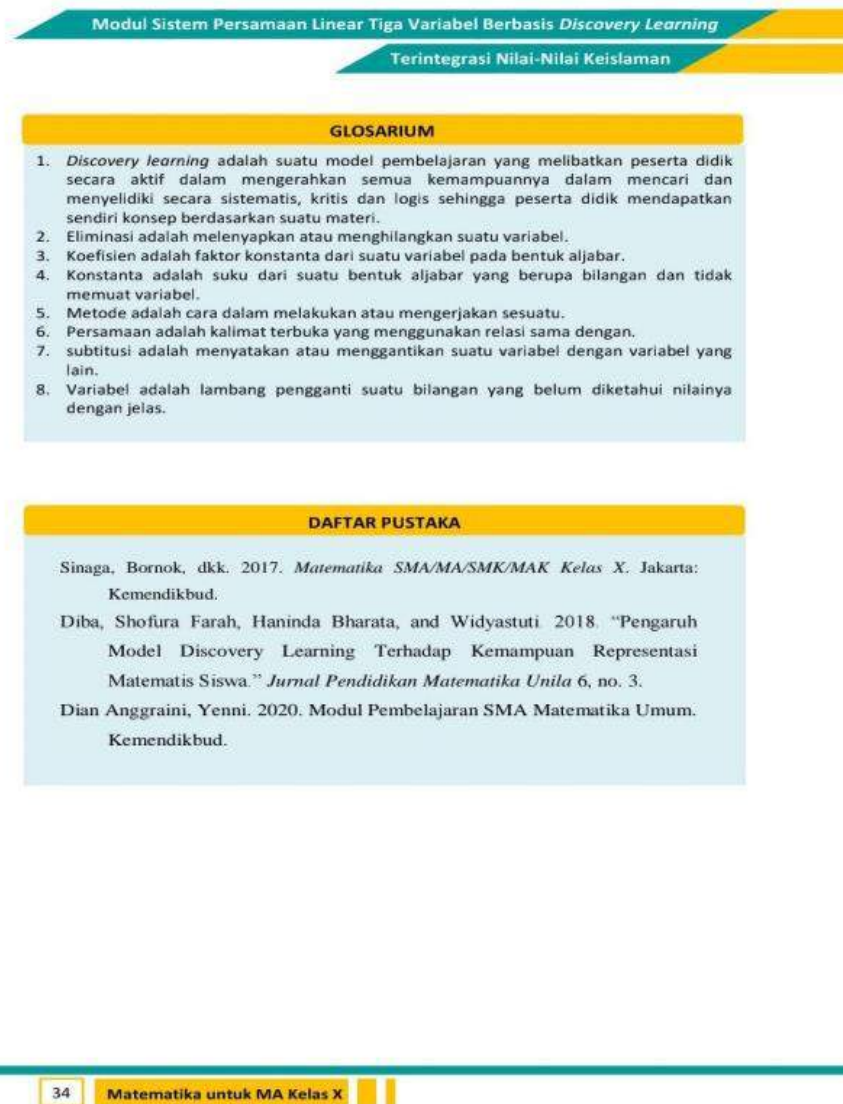 Modul Sistem Persamaan Linear Tiga Variabel Berbasis Discovery Learning
Terintegrasi Nilai-Nilai Keislaman
GLOSARIUM
1. Discovery learning adalah suatu model pembelajaran yang melibatkan peserta didik
secara aktif dalam mengerahkan semua kemampuannya dalam mencari dan
menyelidiki secara sistematis, kritis dan logis sehingga peserta didik mendapatkan
sendiri konsep berdasarkan suatu materi.
2. Eliminasi adalah melenyapkan atau menghilangkan suatu variabel.
3. Koefisien adalah faktor konstanta dari suatu variabel pada bentuk aljabar.
4. Konstanta adalah suku dari suatu bentuk aljabar yang berupa bilangan dan tidak
memuat variabel.
5. Metode adalah cara dalam melakukan atau mengerjakan sesuatu.
6. Persamaan adalah kalimat terbuka yang menggunakan relasi sama dengan.
7. subtitusi adalah menyatakan atau menggantikan suatu variabel dengan variabel yang
lain.
8. Variabel adalah lambang pengganti suatu bilangan yang belum diketahui nilainya
dengan jelas.
DAFTAR PUSTAKA
Sinaga, Bornok, dkk. 2017. Matematika SMA/MA/SMK/MAK Kelas X. Jakarta:
Kemendikbud.
Diba, Shofura Farah, Haninda Bharata, and Widyastuti. 2018. “Pengaruh
Model Discovery Learning Terhadap Kemampuan Representasi
Matematis Siswa.” Jurnal Pendidikan Matematika Unila 6, no. 3.
Dian Anggraini, Yenni. 2020. Modul Pembelajaran SMA Matematika Umum.
Kemendikbud.
34 Matematika untuk MA Kelas X